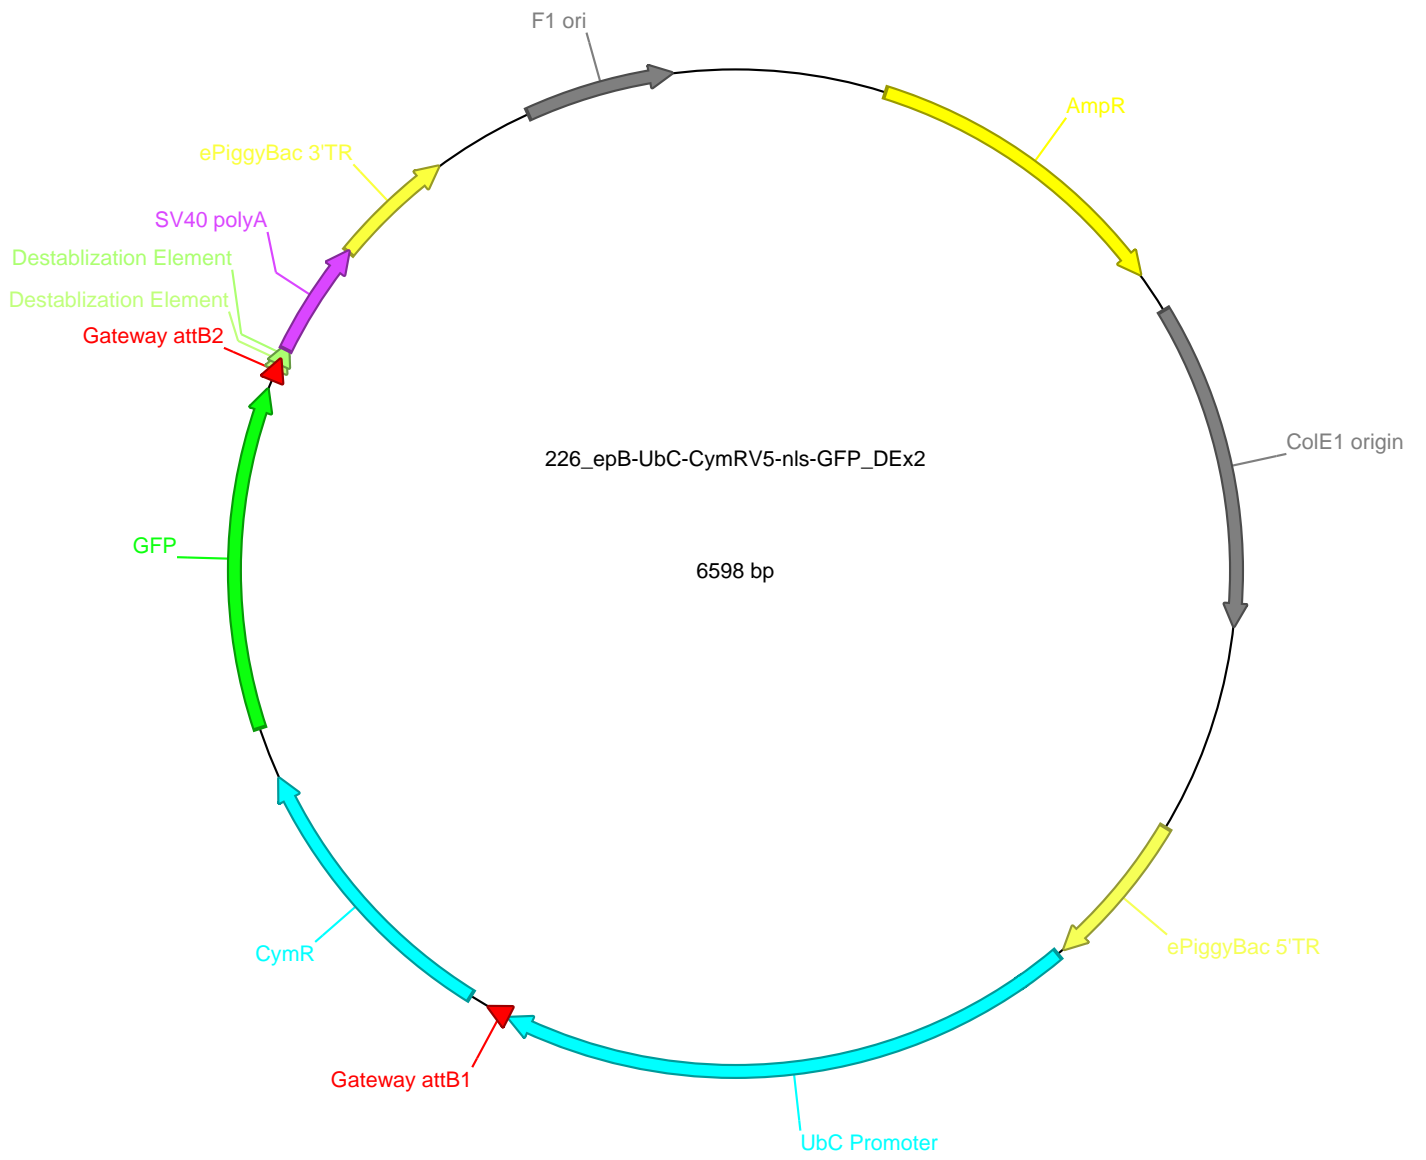 F1 ori
AmpR
ePiggyBac 3'TR
SV40 polyA
Destablization Element
Destablization Element
Gateway attB2
ColE1 origin
226_epB-UbC-CymRV5-nls-GFP_DEx2
GFP
6598 bp
ePiggyBac 5'TR
CymR
Gateway attB1
UbC Promoter